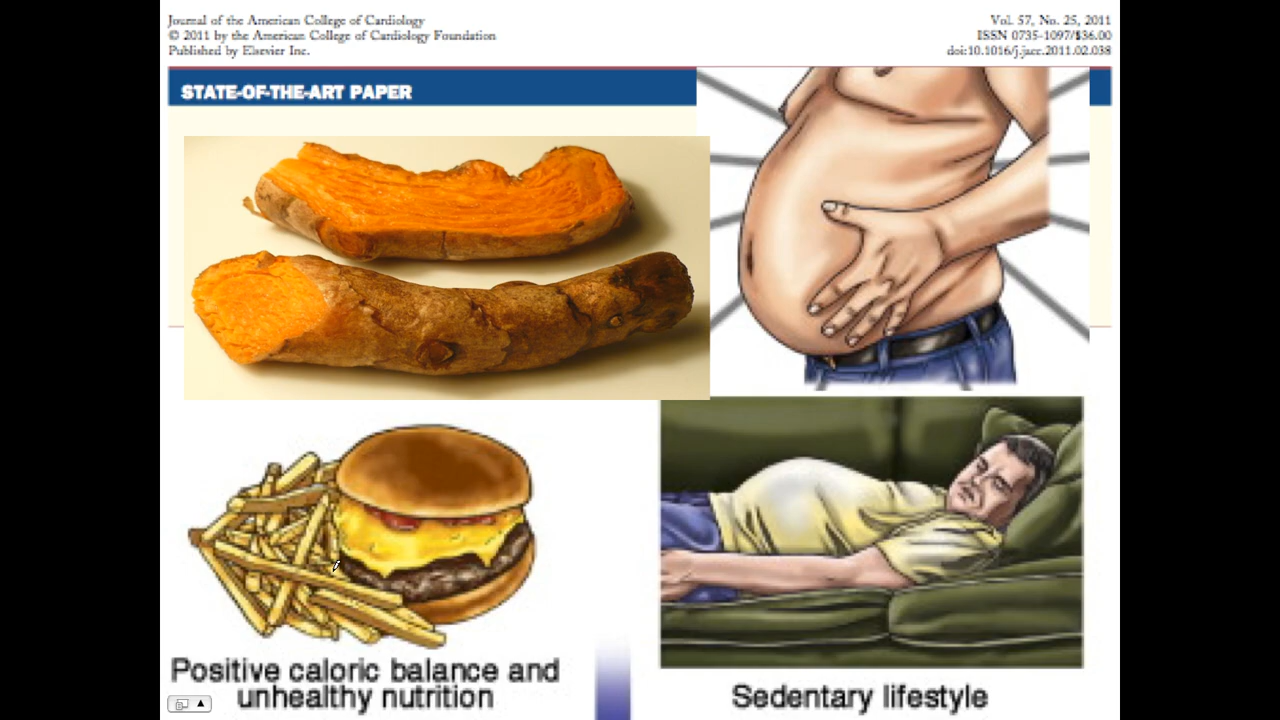 Journal of the American College of Cardiology
© 2011 by the American College of Cardiology Foundation
Published by Elsevier Inc.
Vol. 57, No. 25, 2011
ISSN 0735-1097/$36.00
doi:10.1016/j.jacc.2011.02.038
STATE-OF-THE-ART PAPER
Positive caloric balance and
unhealthy nutrition
Sedentary lifestyle